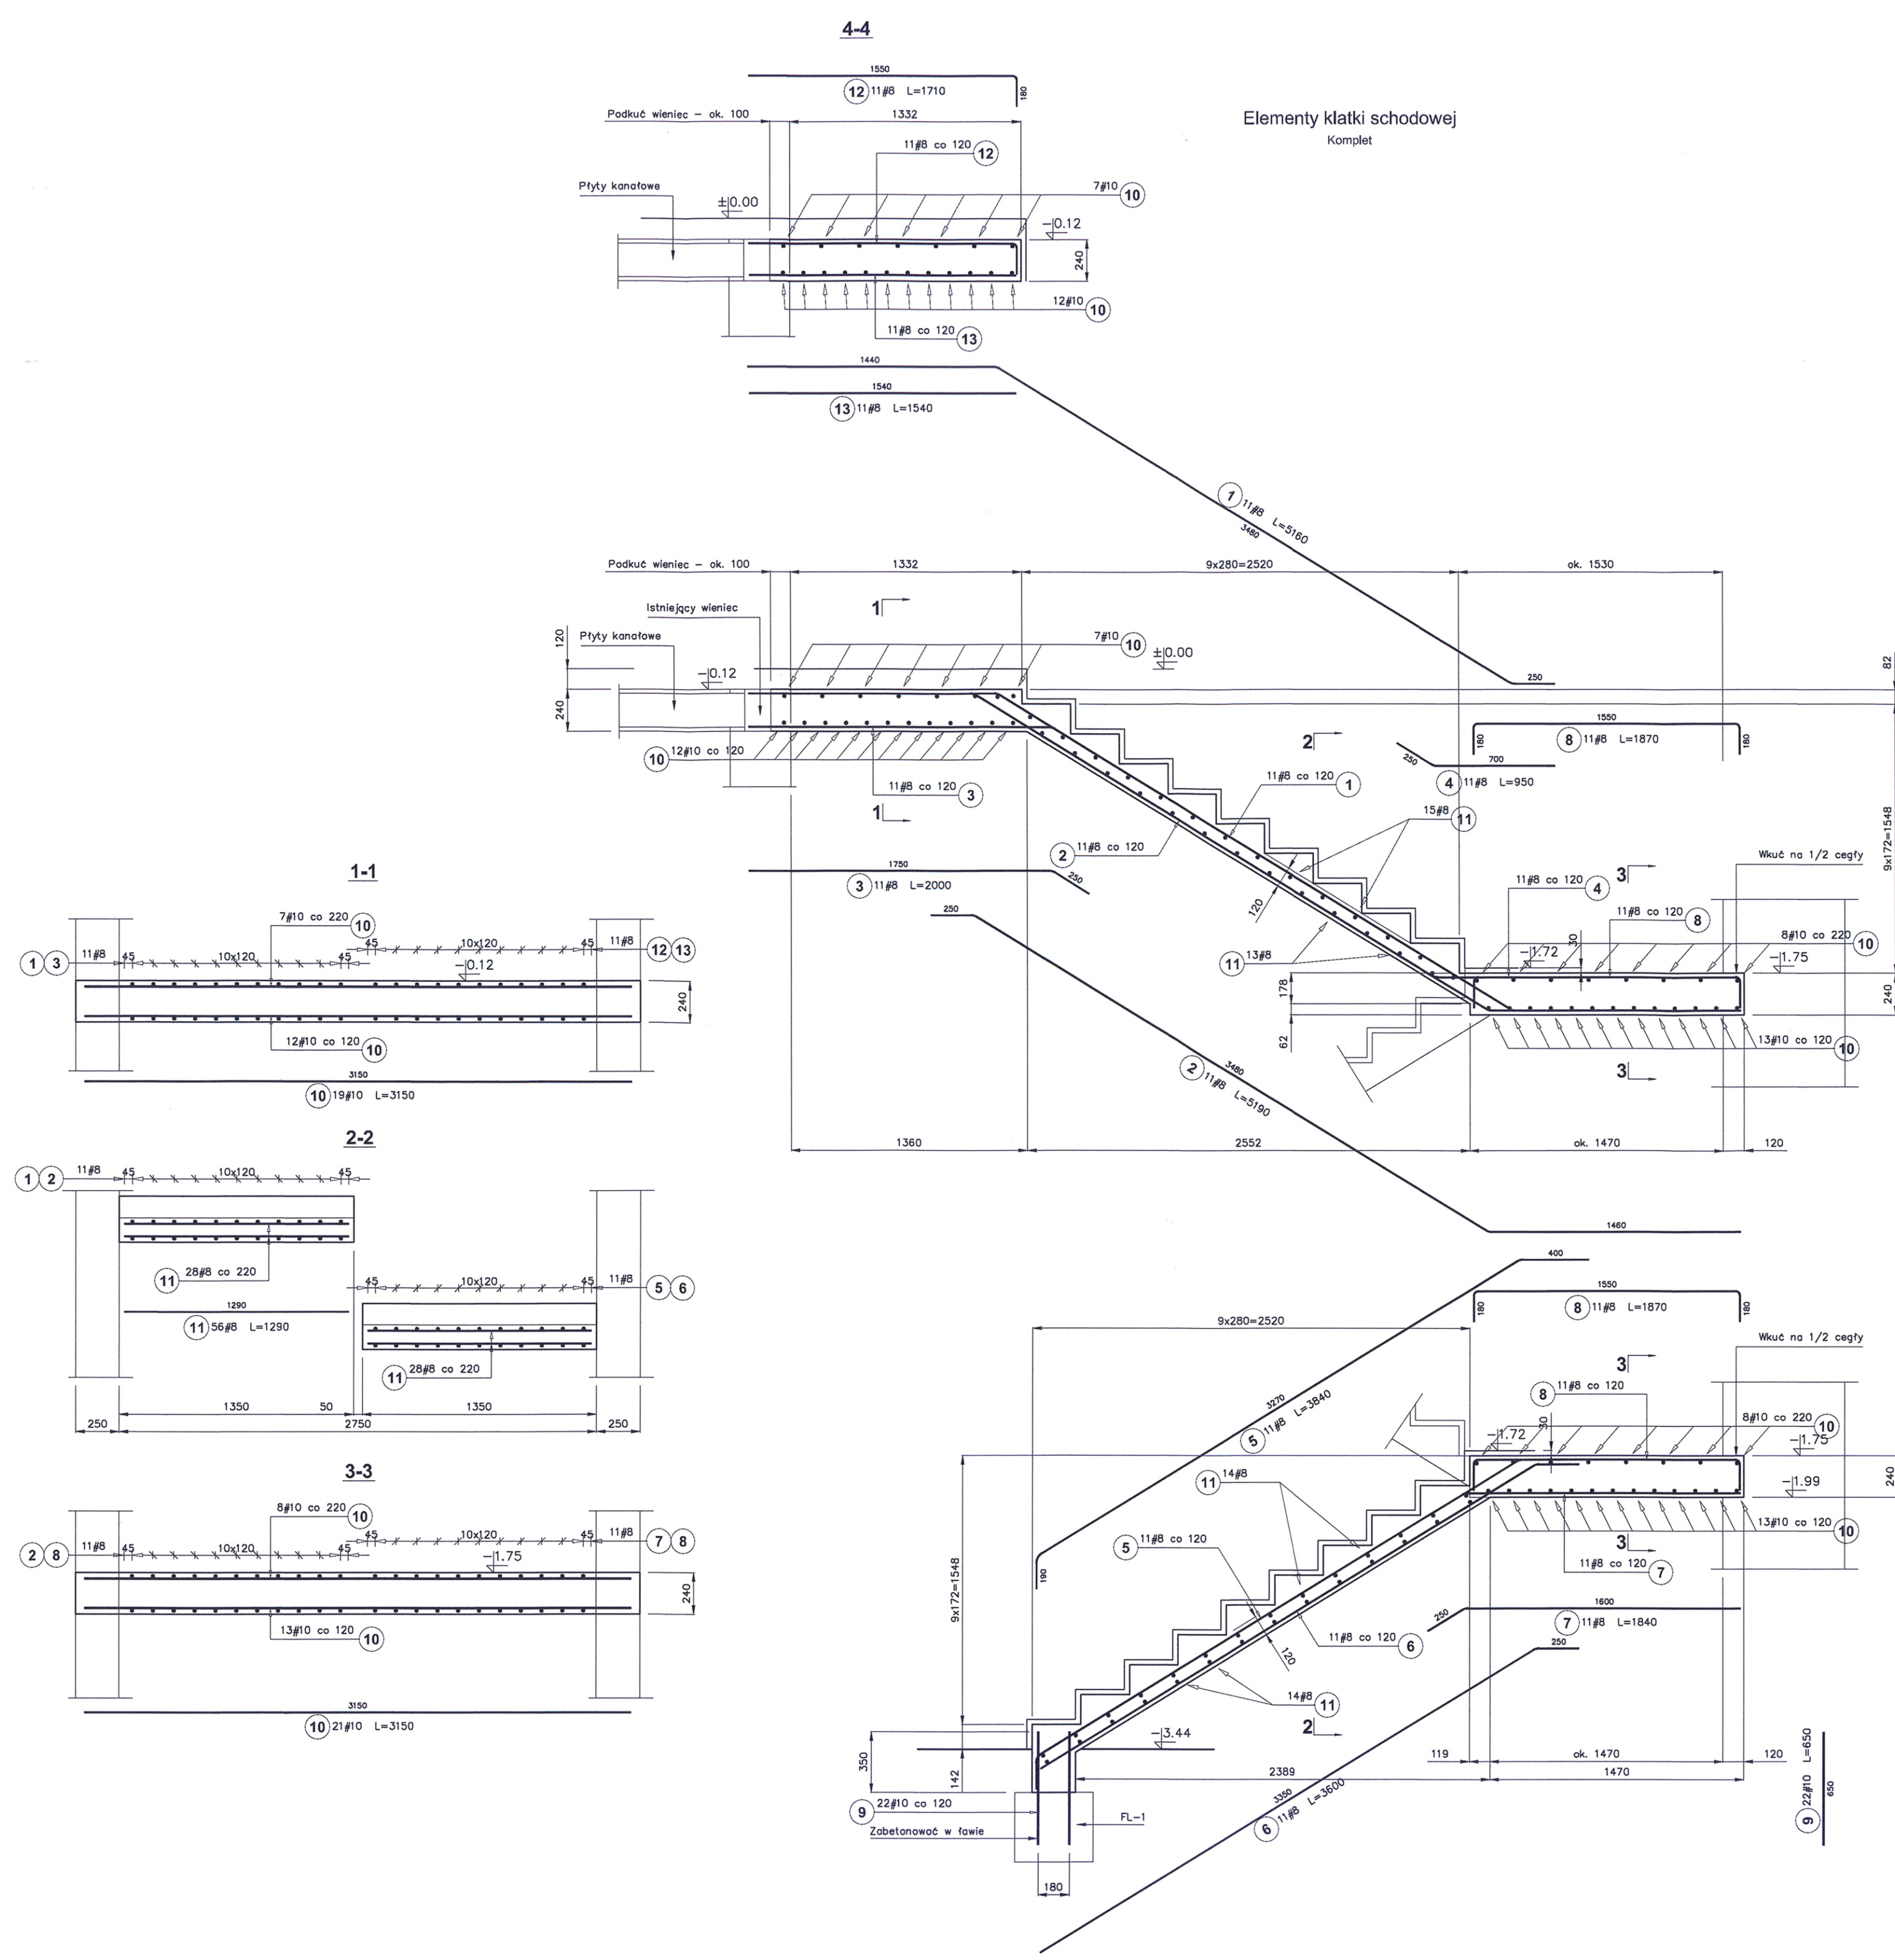 4-4
1550
12 11#8 L=1710
180
Podkuć wieniec – ok. 100
1332
Elementy klatki schodowej
Komplet
11#8 co 120 12
Płyty kanałowe
7#10 10
±0.00
-0.12
240
12#10 10
11#8 co 120 13
1440
1540
13 11#8 L=1540
1 11#8 L=5160
3480
250
Podkuć wieniec – ok. 100
1332
9x280=2520
ok. 1530
1
Istniejący wieniec
Płyty kanałowe
120
7#10 10
±0.00
-0.12
82
240
10 12#10 co 120
11#8 co 120 3
1
2
1550
180
8 11#8 L=1870
180
250
700
4 11#8 L=950
11#8 co 120 1
15#8 11
2 11#8 co 120
9x172=1548
Wkuć na 1/2 cegły
3
11#8 co 120 4
11#8 co 120 8
120
8#10 co 220 10
30
-1.72
-1.75
11 13#8
178
240
62
13#10 co 120 10
3
1750
3 11#8 L=2000
250
250
3480
2 11#8 L=5190
1460
1360
2552
ok. 1470
120
1-1
7#10 co 220 10
1 3 11#8
45 10x120 45
45 10x120 45
11#8 12 13
-0.12
240
12#10 co 120 10
3150
10 19#10 L=3150
2-2
1 2 11#8
45 10x120 45
11 28#8 co 220
1290
11 56#8 L=1290
45 10x120 45
11#8 5 6
11 28#8 co 220
1350
50
1350
250
2750
250
3-3
8#10 co 220 10
2 8 11#8
45 10x120 45
45 10x120 45
11#8 7 8
-1.75
240
13#10 co 120 10
3150
10 21#10 L=3150
400
1550
180
8 11#8 L=1870
180
9x280=2520
Wkuć na 1/2 cegły
3
3270
5 11#8 L=3840
190
8 11#8 co 120
8#10 co 220 10
30
-1.72
-1.75
-1.99
240
11 14#8
5 11#8 co 120
13#10 co 120 10
3
11#8 co 120 7
1600
250
7 11#8 L=1840
250
9x172=1548
11#8 co 120 6
120
14#8 11
2
-3.44
350
142
119
ok. 1470
120
2389
1470
9 22#10 co 120
Zabetonować w ławie
FL-1
180
3350
6 11#8 L=3600
9 22#10 L=650
650